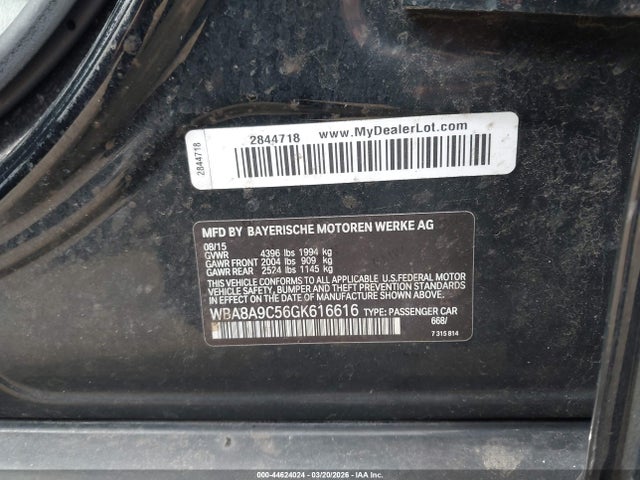 2844718 www.MyDealerLot.com
2844718
MFD BY BAYERISCHE MOTOREN WERKE AG
08/15
GVWR 4396 lbs 1994 kg
GAWR FRONT 2004 lbs 909 kg
GAWR REAR 2524 lbs 1145 kg
THIS VEHICLE CONFORMS TO ALL APPLICABLE U.S.FEDERAL MOTOR
VEHICLE SAFETY, BUMPER AND THEFT PREVENTION STANDARDS IN
EFFECT ON THE DATE OF MANUFACTURE SHOWN ABOVE.
WBA8A9C56GK616616 TYPE: PASSENGER CAR
668/
7 315 814
000-44624024 | 03/20/2026 | IAA Inc.